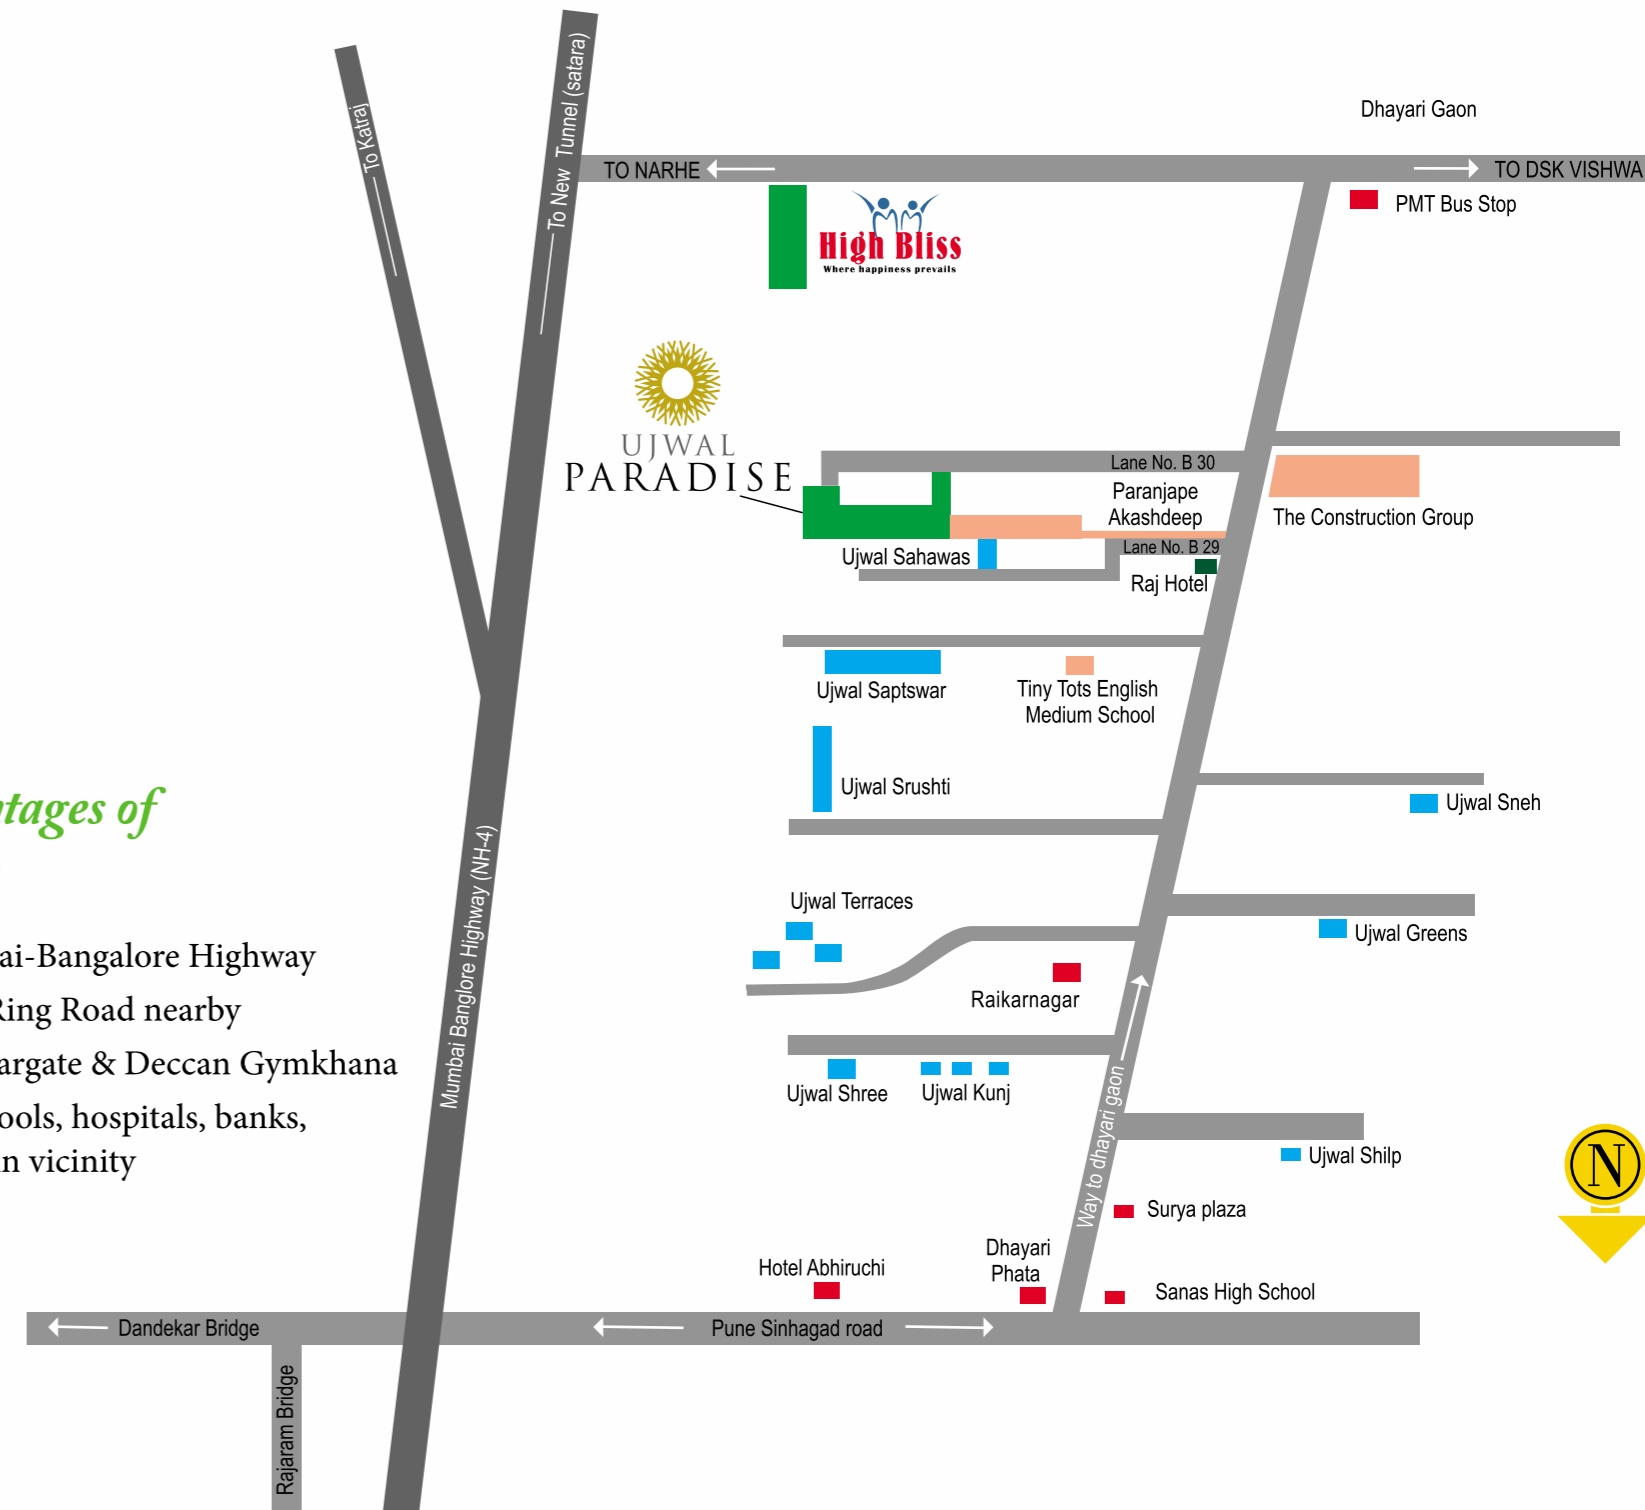 To Katraj
To New Tunnel (satara)
Dhayari Gaon
TO NARHE
TO DSK VISHWA
PMT Bus Stop
High Bliss
Where happiness prevails
UJWAL
PARADISE
Lane No. B 30
Paranjape
Akashdeep
The Construction Group
Lane No. B 29
Ujwal Sahawas
Raj Hotel
Ujwal Saptswar
Tiny Tots English
Medium School
Ujwal Srushti
Ujwal Sneh
tages of
Mumbai Banglore Highway (NH-4)
Ujwal Terraces
Ujwal Greens
ai-Bangalore Highway
Ring Road nearby
argate & Deccan Gymkhana
ools, hospitals, banks,
n vicinity
Raikarnagar
Ujwal Shree
Ujwal Kunj
Way to dhayari gaon
Ujwal Shilp
N
Surya plaza
Dhayari
Phata
Hotel Abhiruchi
Sanas High School
Dandekar Bridge
Pune Sinhagad road
Rajaram Bridge